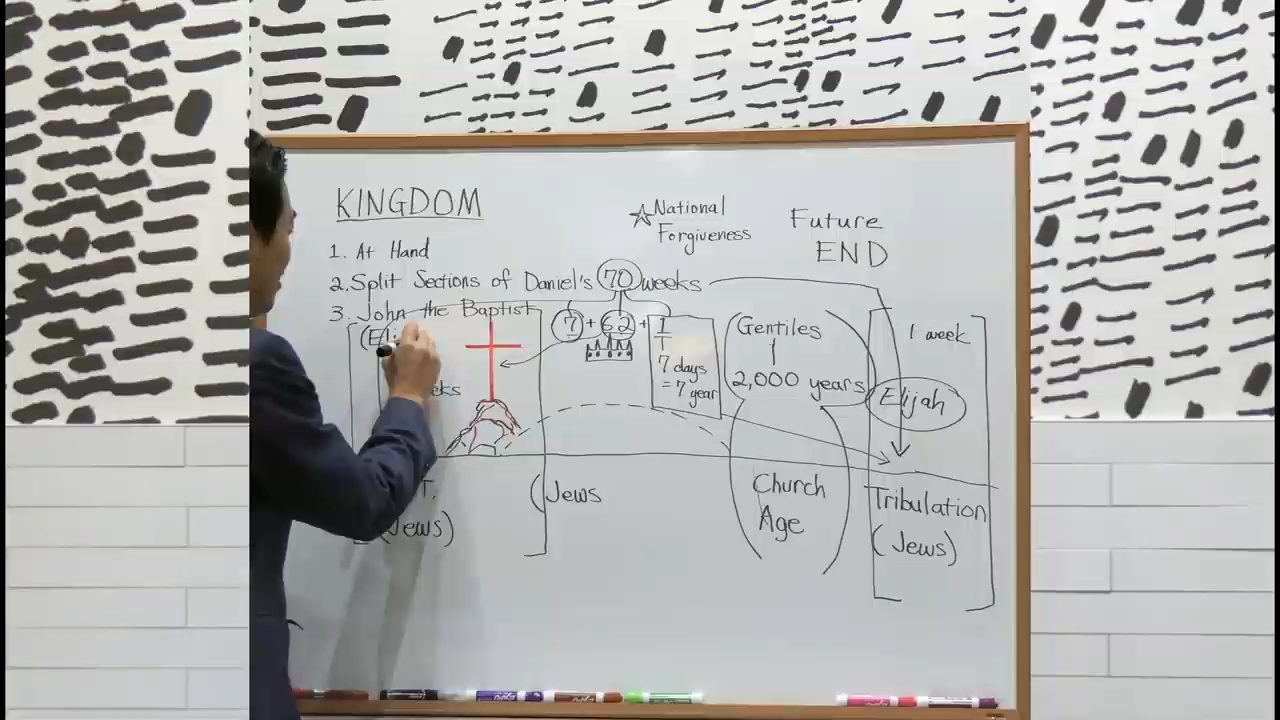 KINGDOM
1. At Hand
2. Split Sections of Daniel's 70 weeks
3. John the Baptist
(Eli
7 + 62 + 1
7 days
= 7 year
National
Forgiveness
Future
END
Gentiles
2,000 years
1 week
Elijah
eks
T.
(Jews)
(Jews
Church
Age
Tribulation
(Jews)